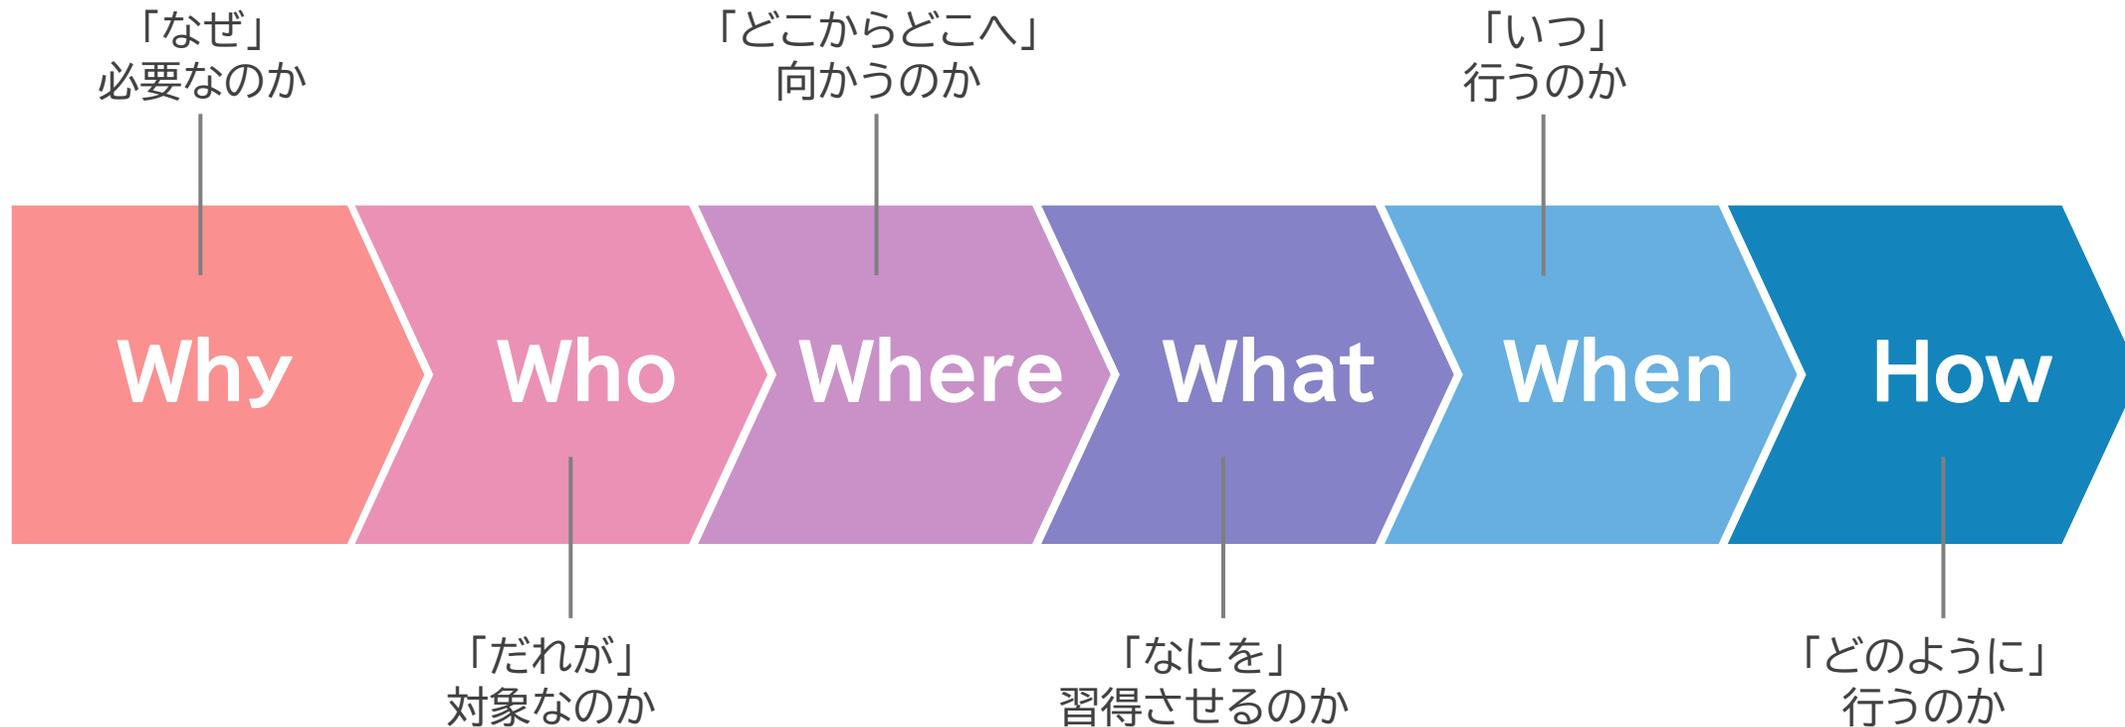 「なぜ」
必要なのか
「どこからどこへ」
向かうのか
「いつ」
行うのか
Why
Who
Where
What
When
How
「だれが」
対象なのか
「なにを」
習得させるのか
「どのように」
行うのか